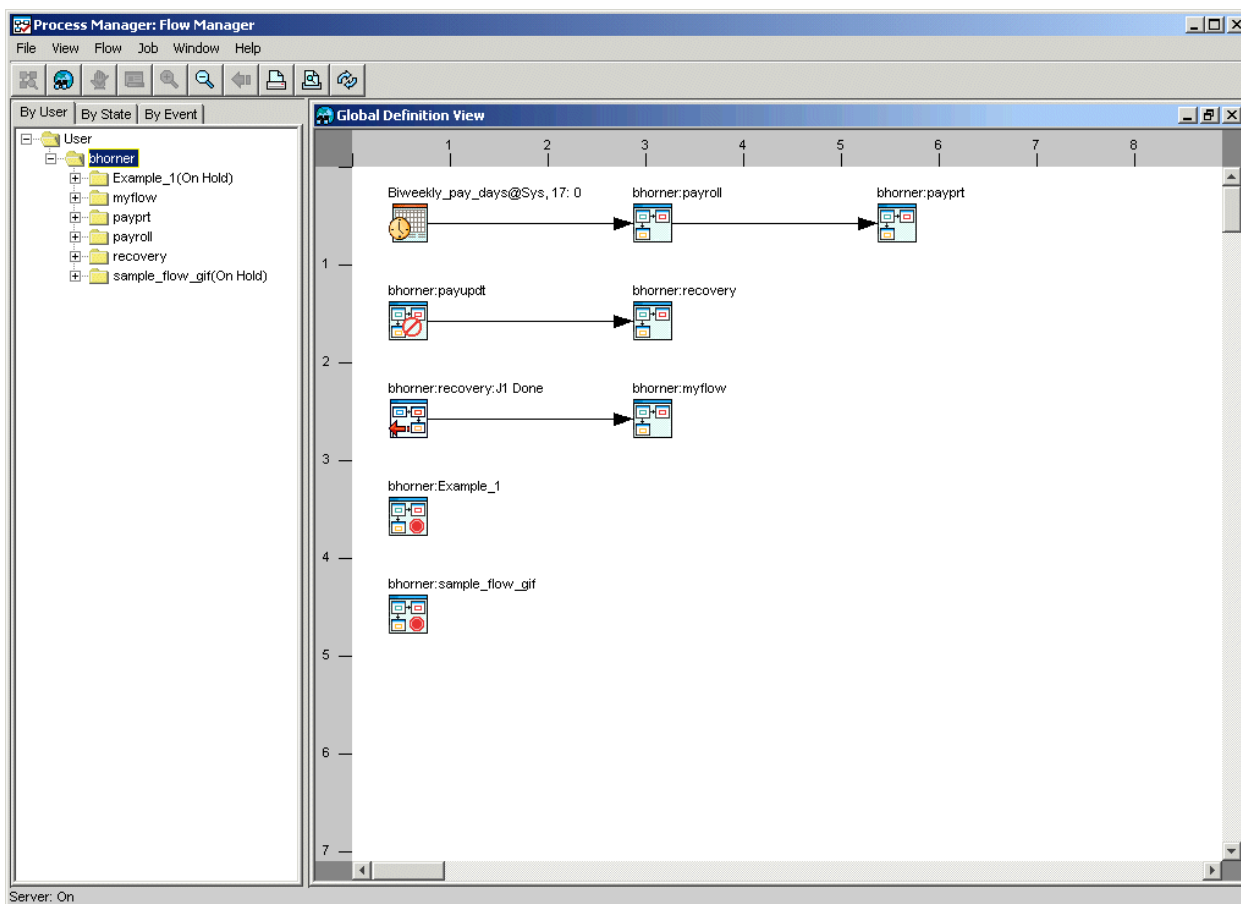 Process Manager: Flow Manager
File View Flow Job Window Help
By User By State By Event
User
bhorner
Example_1(On Hold)
myflow
payprt
payroll
recovery
sample_flow_gif(On Hold)
Global Definition View
1 2 3 4 5 6 7 8
Biweekly_pay_days@Sys, 17: 0 bhorner:payroll bhorner:payprt
1
bhorner:payupdt bhorner:recovery
2
bhorner:recovery:J1 Done bhorner:myflow
3
bhorner:Example_1
4
bhorner:sample_flow_gif
5
6
7
Server: On